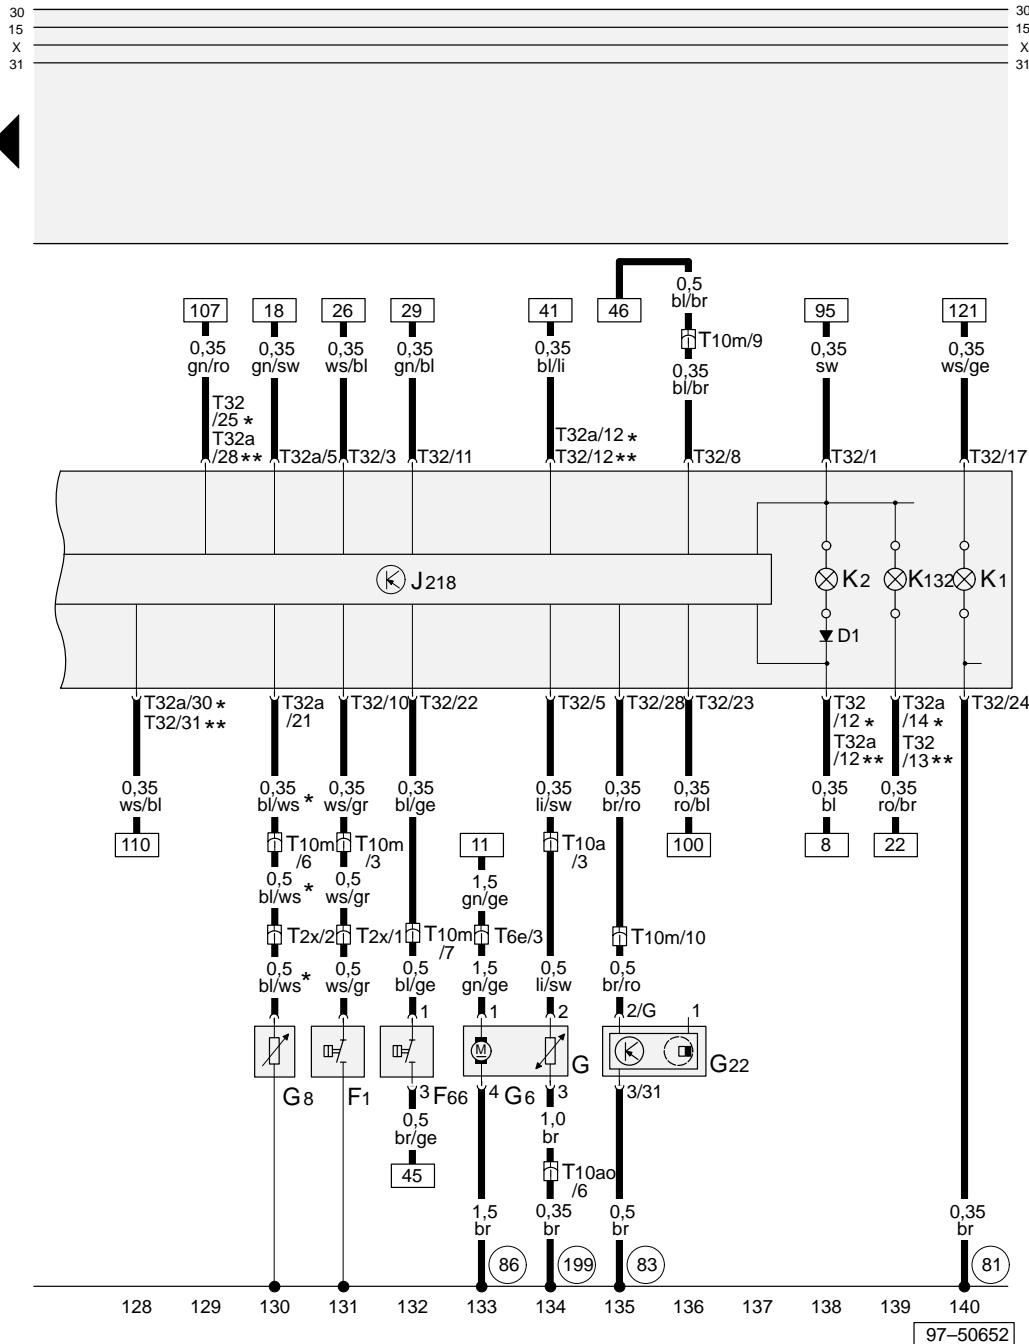 30 30
15 15
X X
31 31
107 18 26 29 41 46 95 121
0,5
bl/br
T10m/9
0,35 0,35 0,35 0,35 0,35 0,35 0,35 0,35
gn/ro gn/sw ws/bl gn/bl bl/li bl/br sw ws/ge
T32
/25 *
T32a
/28 ** T32a/5 T32/3 T32/11
T32a/12 *
T32/12 ** T32/8 T32/1 T32/17
J218 K2 K132 K1
D1
T32a/30 *
T32/31 **
T32a
/21
T32/10 T32/22 T32/5 T32/28 T32/23
T32
/12 *
T32a
/12 **
T32a
/14 *
T32
/13 **
T32/24
0,35 0,35 0,35 0,35 0,35 0,35 0,35 0,35 0,35
ws/bl bl/ws * ws/gr bl/ge li/sw br/ro ro/bl bl ro/br
110 T10m
/6
T10m
/3
11 T10a
/3
100 8 22
0,5 0,5 1,5
bl/ws * ws/gr gn/ge
T2x/2 T2x/1 T10m
/7
T6e/3 T10m/10
0,5 0,5 0,5 1,5 0,5 0,5
bl/ws * ws/gr bl/ge gn/ge li/sw br/ro
1 1 2 2/G 1
M G G22
G8 F1 3 F66 4 G6 3 3/31
0,5
br/ge
45
1,0
br
T10ao
/6
1,5 0,35 0,5 0,35
br br br br
86 199 83 81
128 129 130 131 132 133 134 135 136 137 138 139 140
97–50652